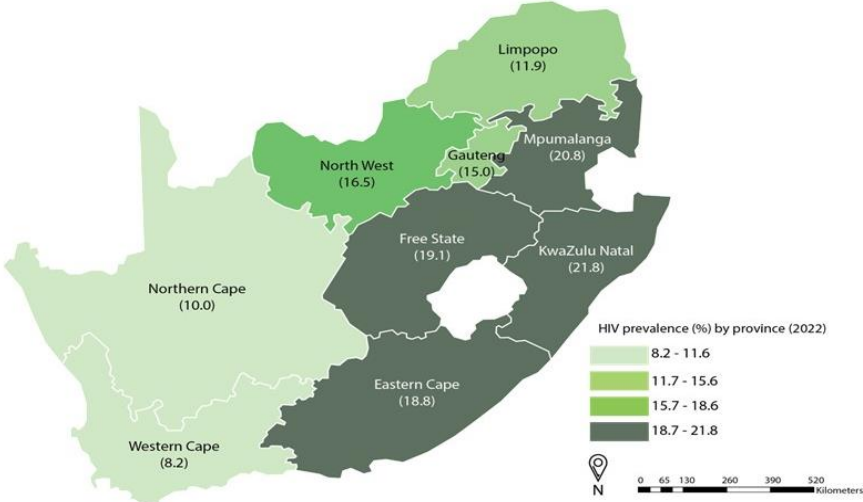 Limpopo
(11.9)
Mpumalanga
(20.8)
Gauteng
(15.0)
North West
(16.5)
Free State
(19.1)
KwaZulu Natal
(21.8)
Northern Cape
(10.0)
Eastern Cape
(18.8)
Western Cape
(8.2)
HIV prevalence (%) by province (2022)
8.2 - 11.6
11.7 - 15.6
15.7 - 18.6
18.7 - 21.8
N
0 65 130 260 390 520
Kilometers